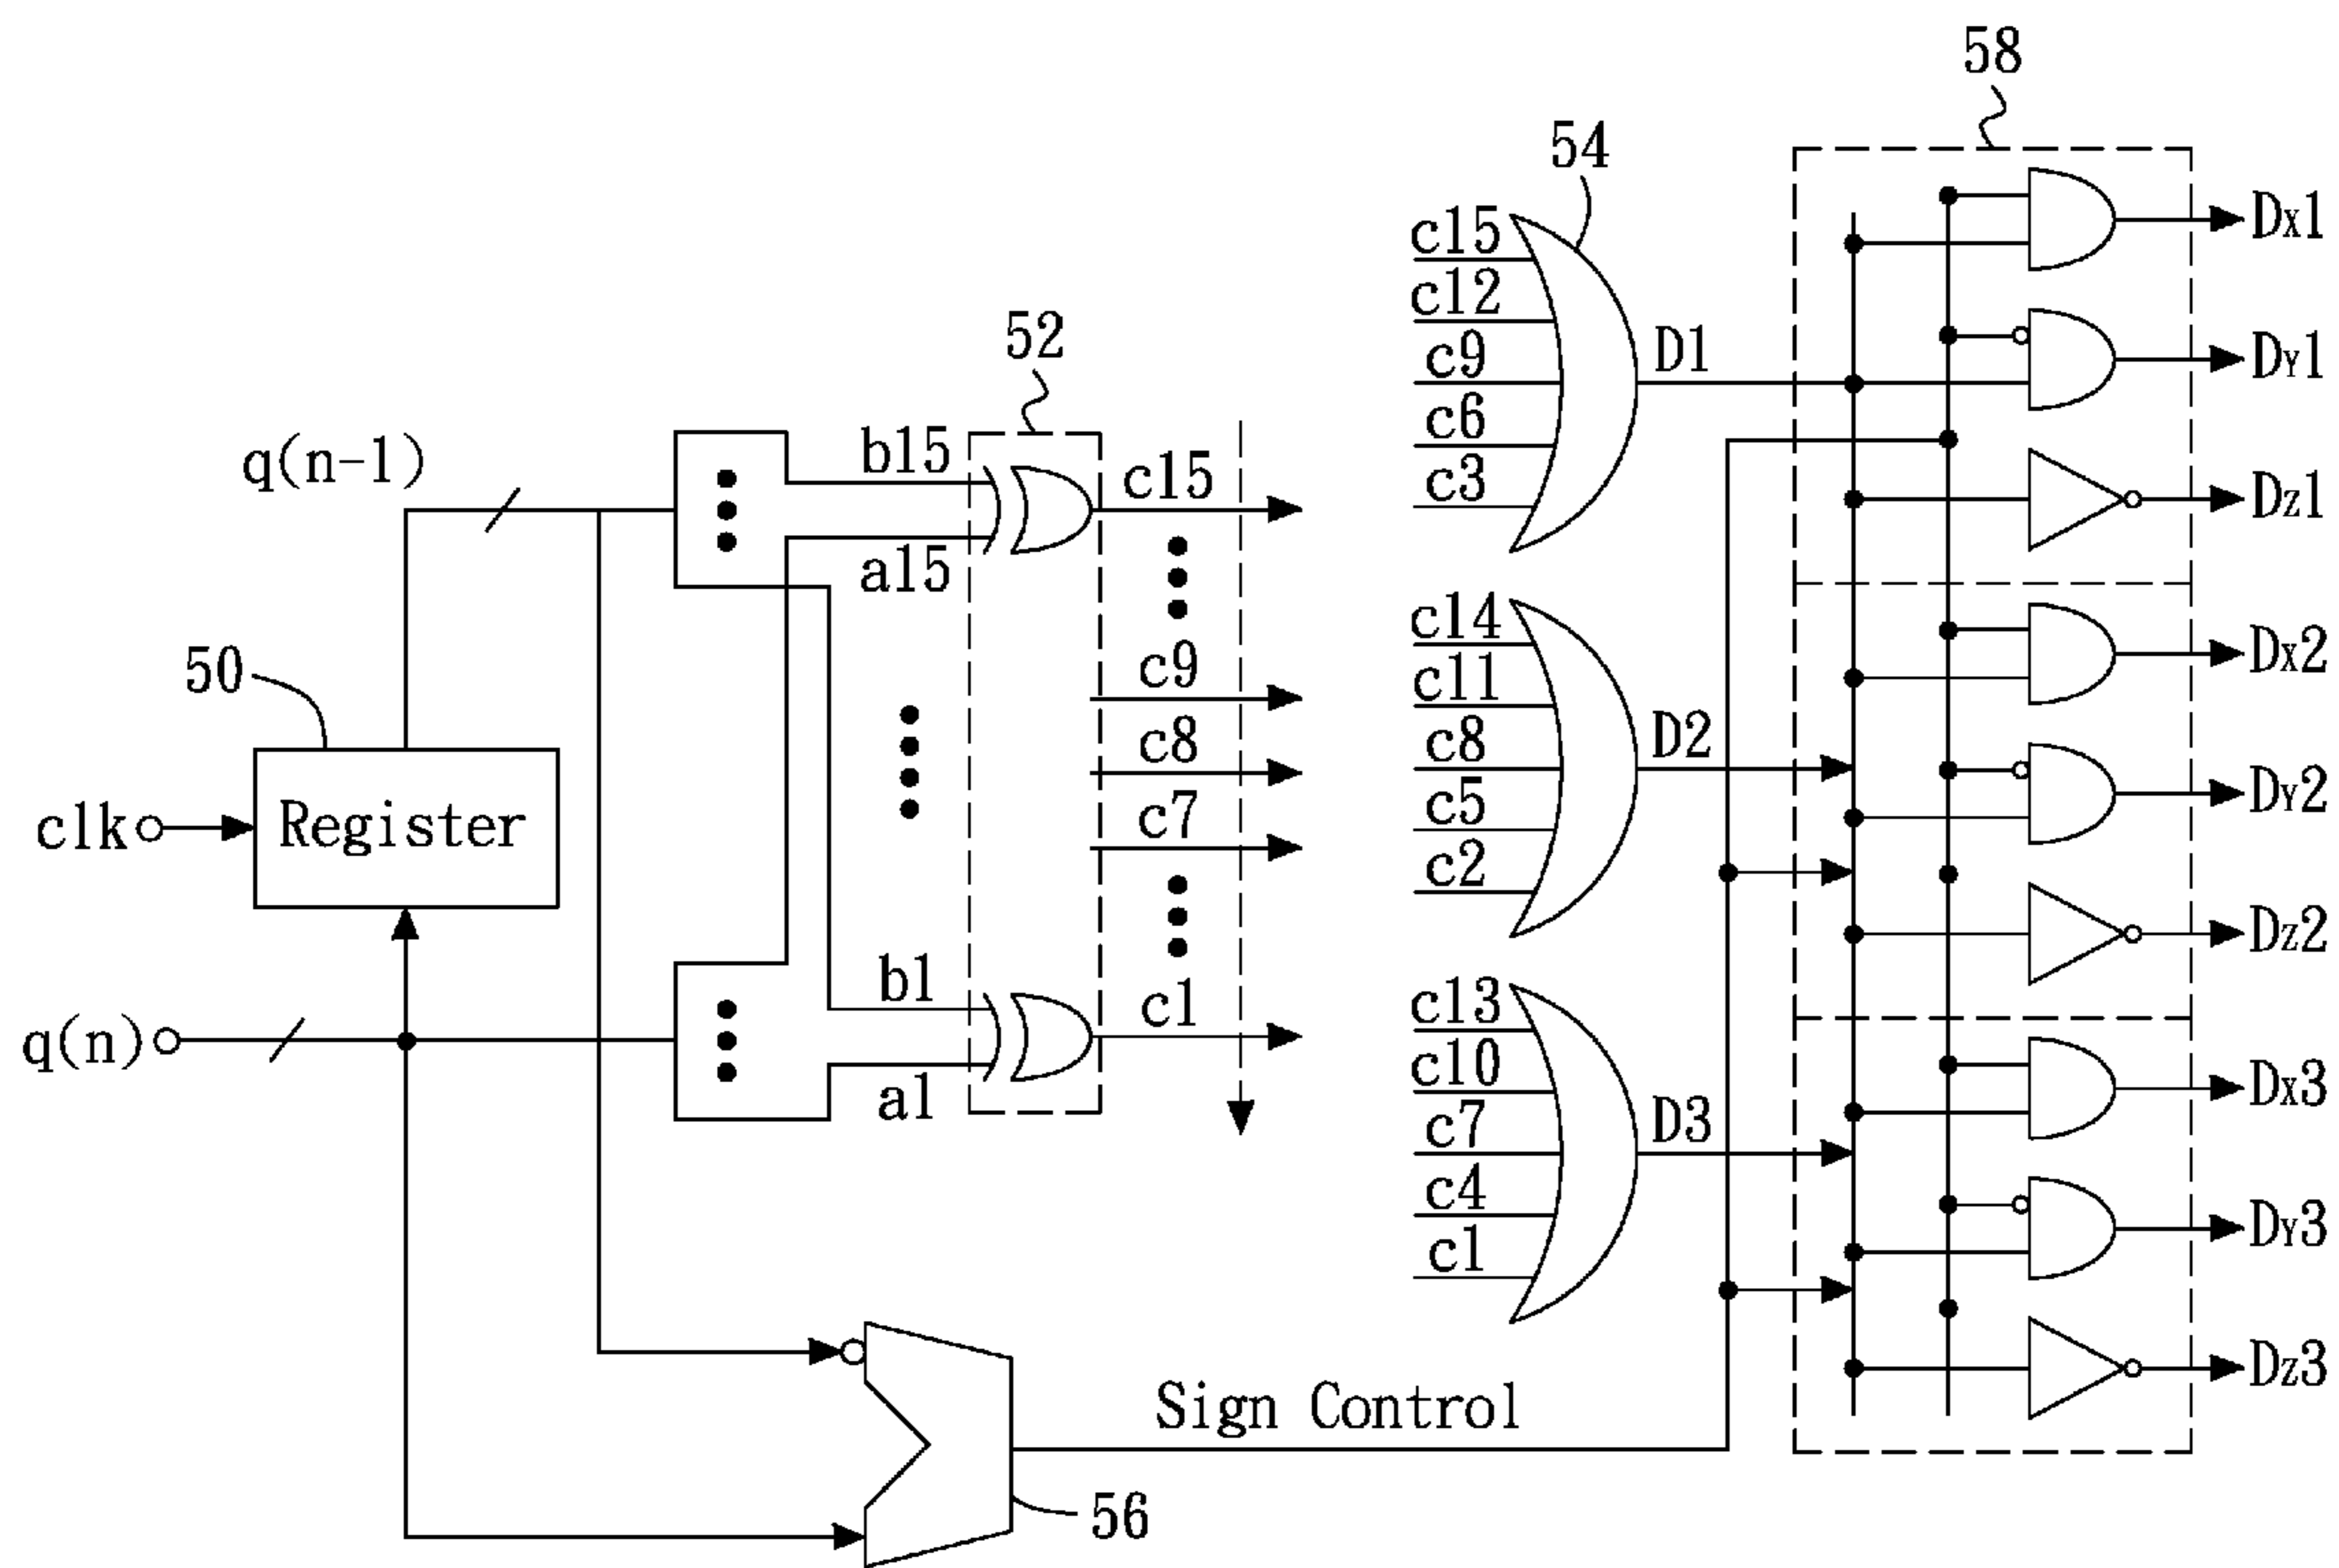 58
54
c15
c12
c9
c6
c3
D1
Dx1
DY1
Dz1
52
q(n-1)
b15
a15
c15
c9
c8
c7
50
clk
Register
c14
c11
c8
c5
c2
D2
Dx2
DY2
Dz2
q(n)
b1
a1
c1
c13
c10
c7
c4
c1
D3
Dx3
DY3
Dz3
Sign Control
56